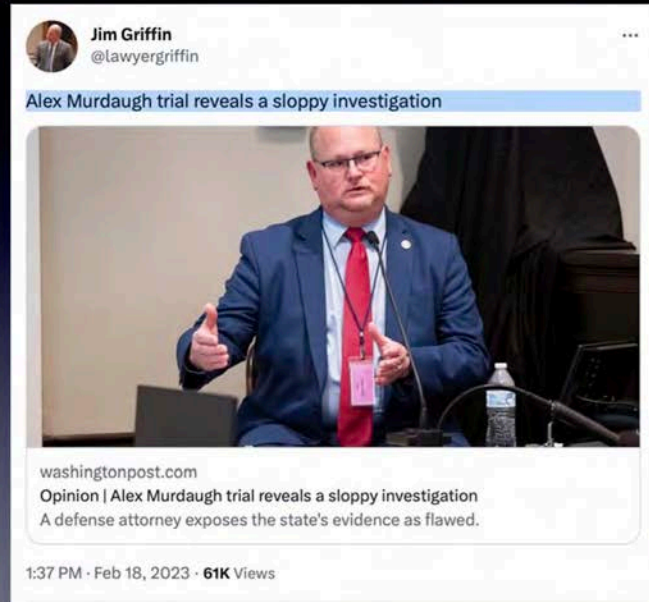 Jim Griffin
...
@lawyergriffin
Alex Murdaugh trial reveals a sloppy investigation
washingtonpost.com
Opinion | Alex Murdaugh trial reveals a sloppy investigation
A defense attorney exposes the state's evidence as flawed.
1:37 PM · Feb 18, 2023 · 61K Views